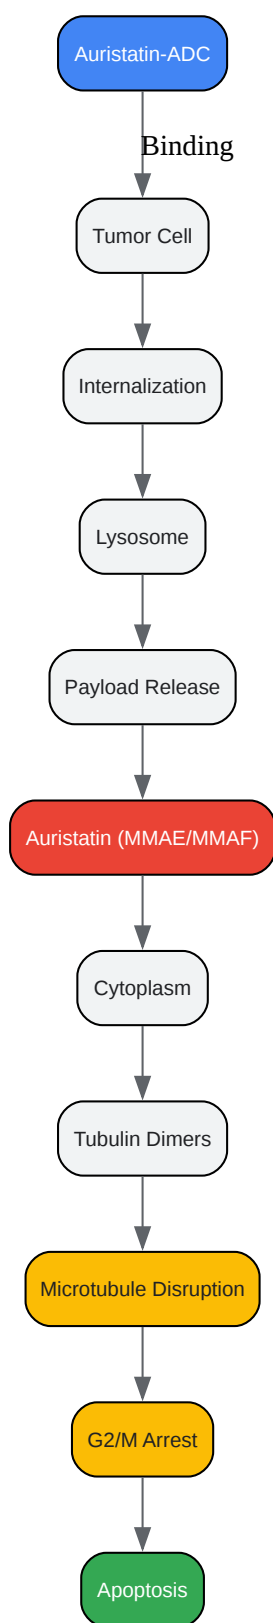 Auristatin-ADC
Binding
Tumor Cell
Internalization
Lysosome
Payload Release
Auristatin (MMAE/MMAF)
Cytoplasm
Tubulin Dimers
Microtubule Disruption
G2/M Arrest
Apoptosis